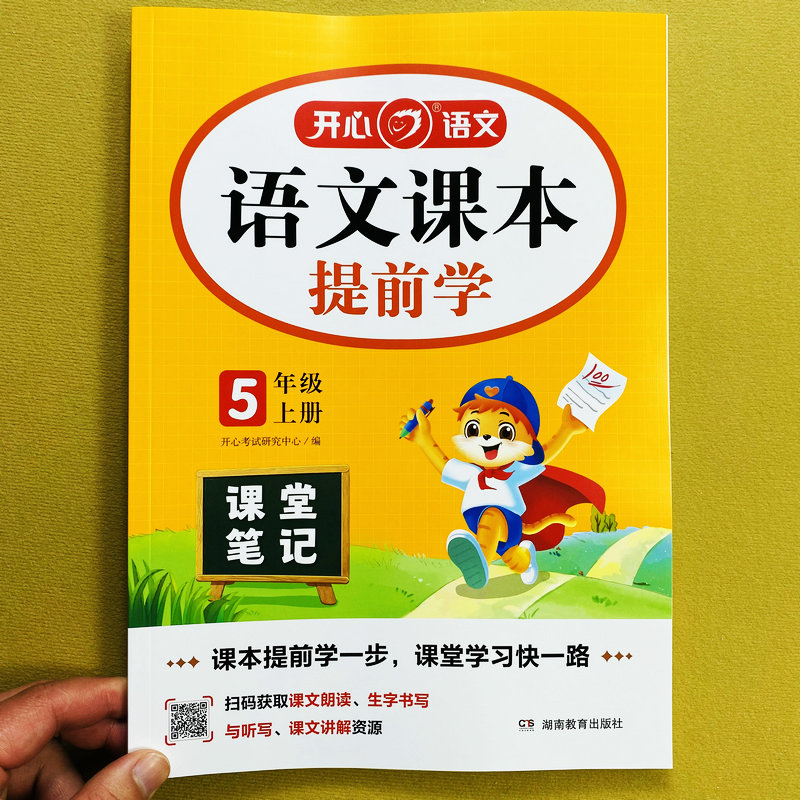 开心®语文
语文课本
提前学
5年级
上册
开心考试研究中心／编
100
课堂
笔记
课本提前学一步，课堂学习快一路
扫码获取课文朗读、生字书写
与听写、课文讲解资源
湖南教育出版社